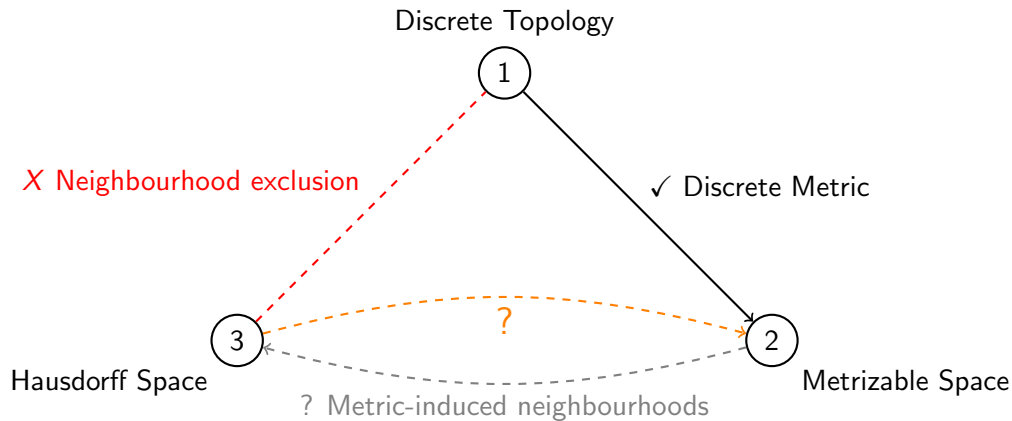 Discrete Topology
1
X Neighbourhood exclusion
✓ Discrete Metric
?
3
2
Hausdorff Space
Metrizable Space
? Metric-induced neighbourhoods